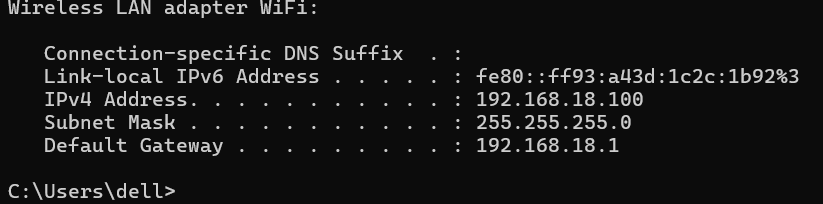 Wireless LAN adapter WiFi:
Connection-specific DNS Suffix  . :
Link-local IPv6 Address . . . . . : fe80::ff93:a43d:1c2c:1b92%3
IPv4 Address. . . . . . . . . . . : 192.168.18.100
Subnet Mask . . . . . . . . . . . : 255.255.255.0
Default Gateway . . . . . . . . . : 192.168.18.1
C:\Users\dell>